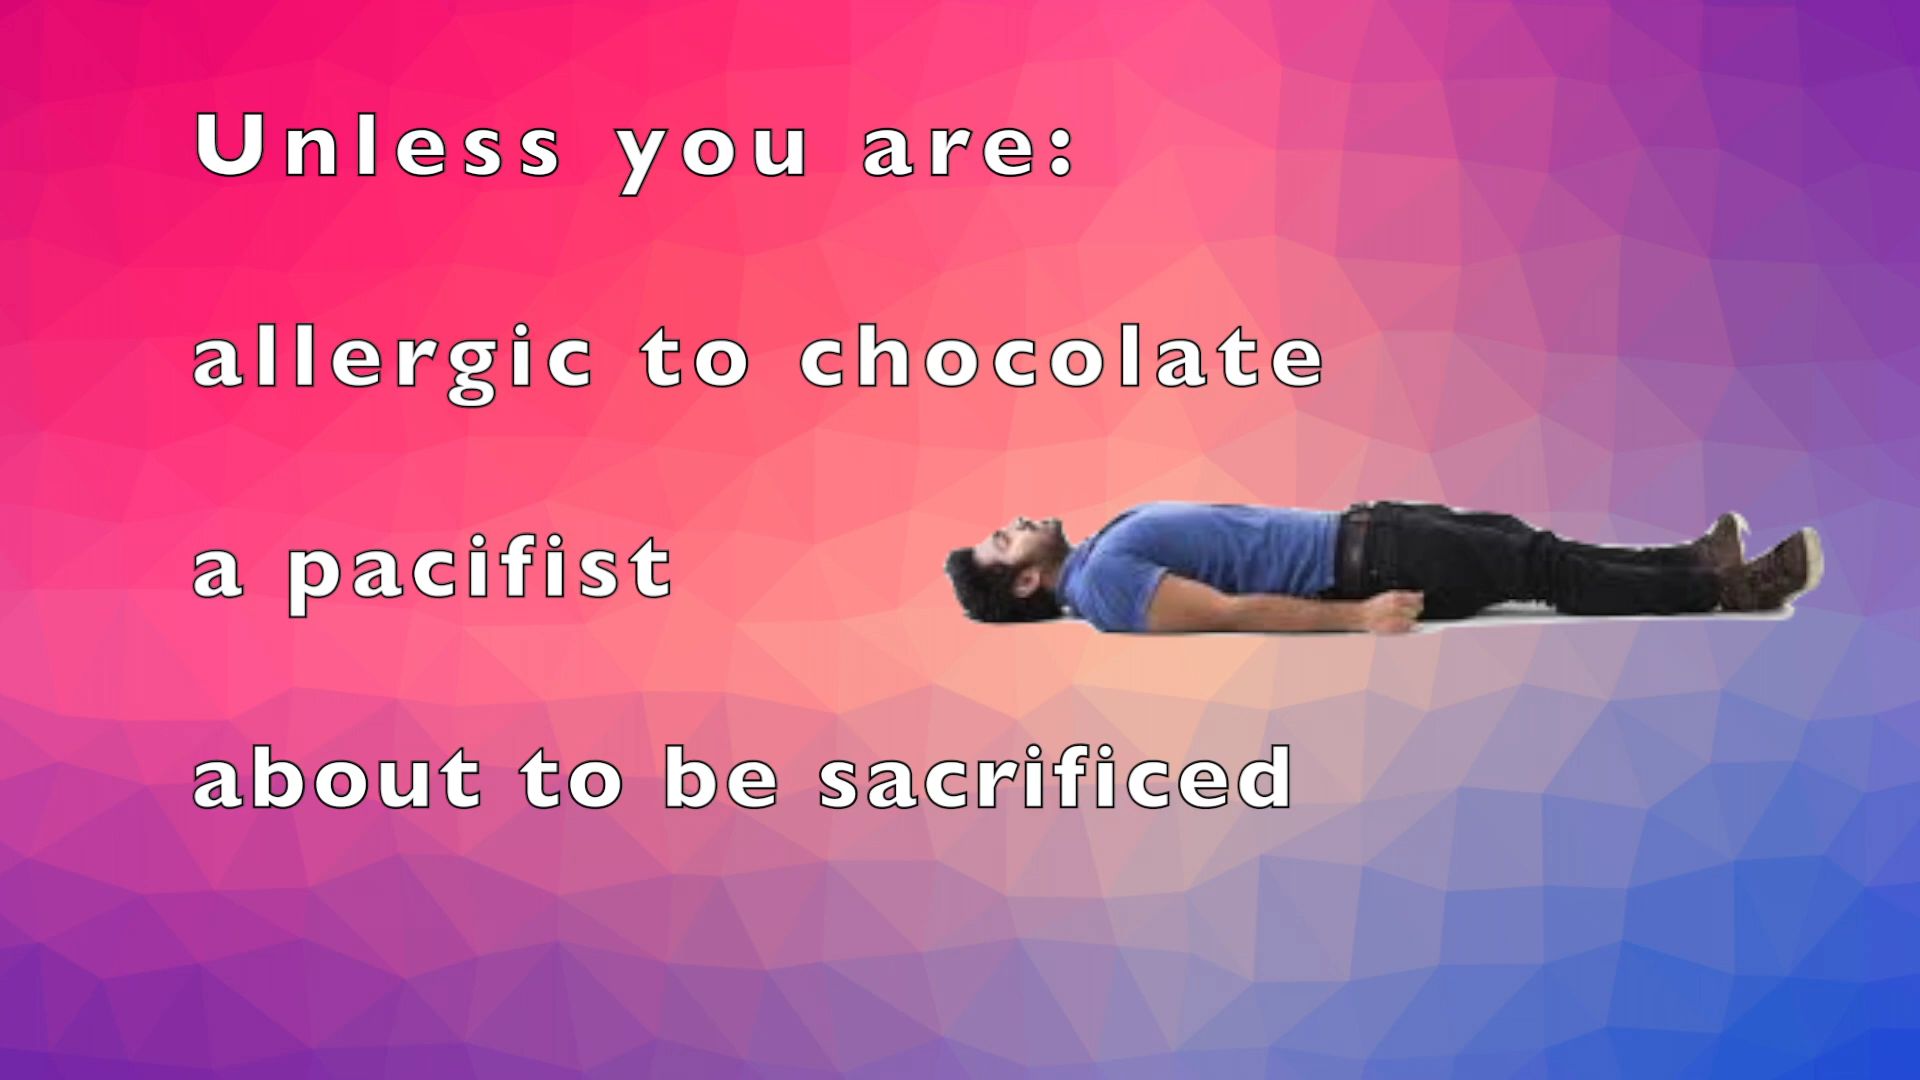 Unless you are:
allergic to chocolate
a pacifist
about to be sacrificed